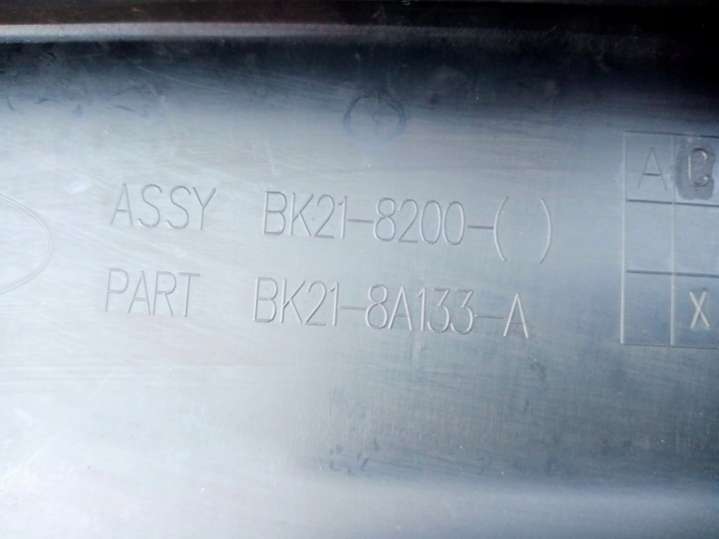 ASSY BK21-8200-( )
PART BK21-8A133-A
A C
X